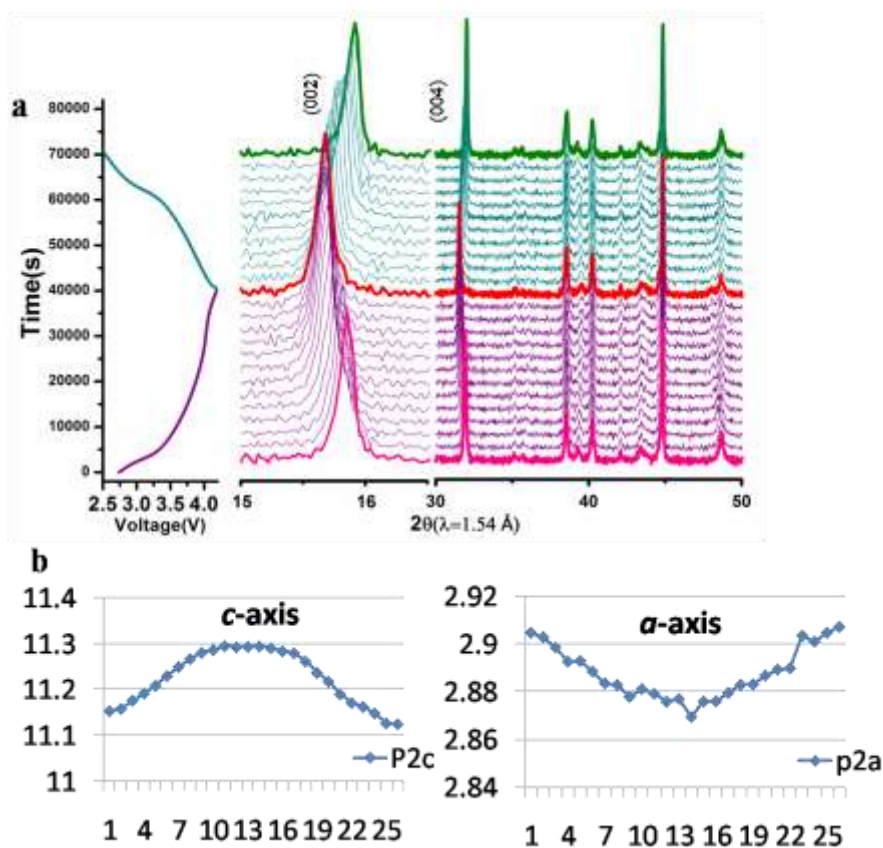 a
(002)
(004)
80000
70000
60000
50000
40000
30000
20000
10000
0
Time(s)
2.5 3.0 3.5 4.0
Voltage(V)
15 16 30 40 50
2θ(λ=1.54 Å)
b
11.4
11.3
11.2
11.1
11
c-axis
P2c
1 4 7 10 13 16 19 22 25
2.92
2.9
2.88
2.86
2.84
a-axis
p2a
1 4 7 10 13 16 19 22 25